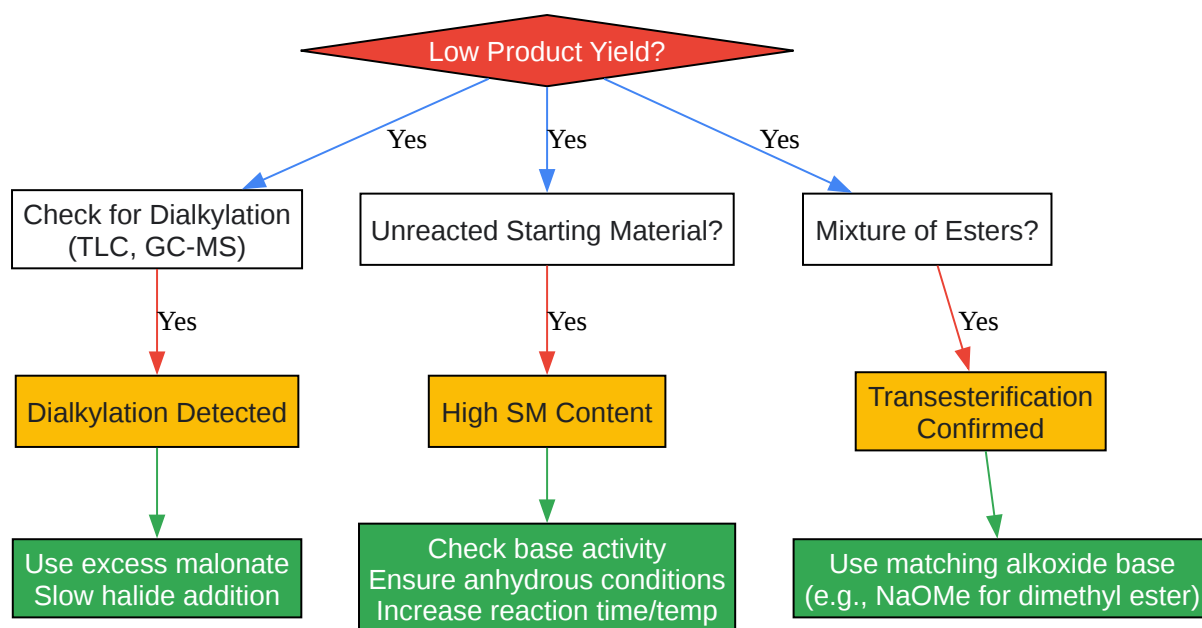 Low Product Yield?
Yes
Yes
Yes
Check for Dialkylation
(TLC, GC-MS)
Unreacted Starting Material?
Mixture of Esters?
Yes
Yes
Yes
Dialkylation Detected
High SM Content
Transesterification
Confirmed
Use excess malonate
Slow halide addition
Check base activity
Ensure anhydrous conditions
Increase reaction time/temp
Use matching alkoxide base
(e.g., NaOMe for dimethyl ester)